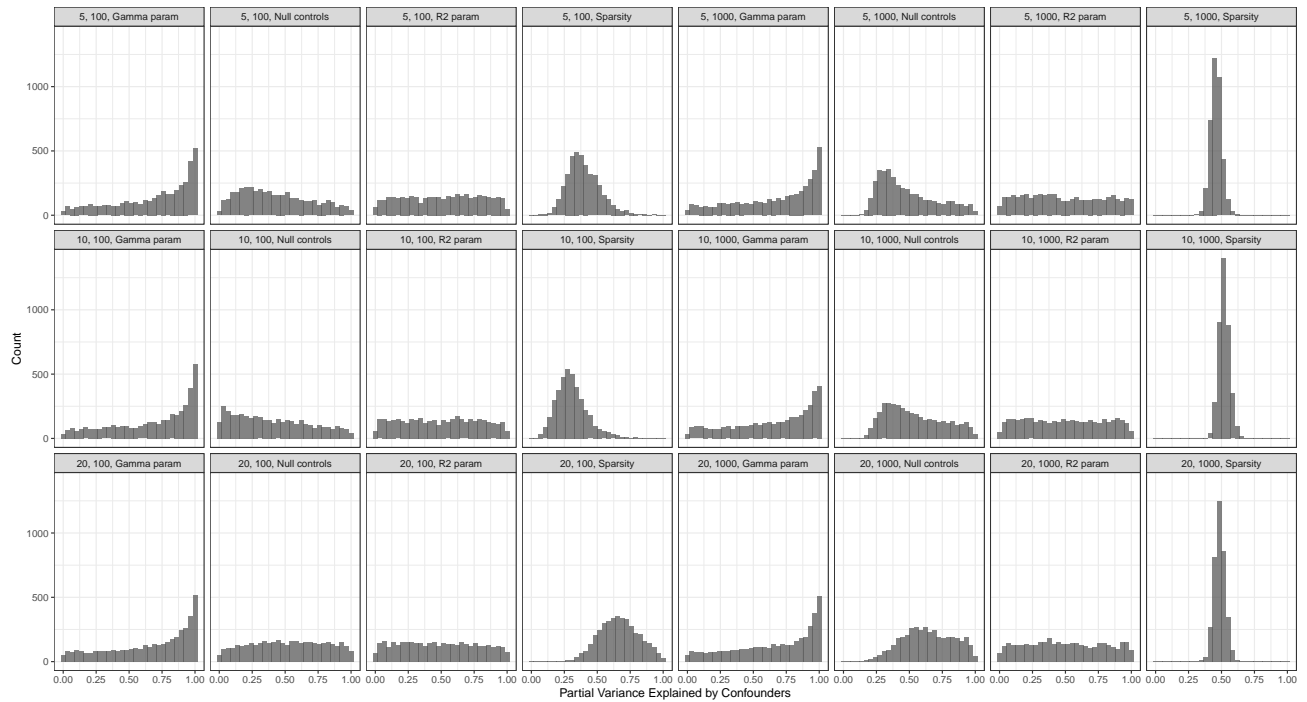 5, 100, Gamma param
5, 100, Null controls
5, 100, R2 param
5, 100, Sparsity
5, 1000, Gamma param
5, 1000, Null controls
5, 1000, R2 param
5, 1000, Sparsity
1000
500
0
10, 100, Gamma param
10, 100, Null controls
10, 100, R2 param
10, 100, Sparsity
10, 1000, Gamma param
10, 1000, Null controls
10, 1000, R2 param
10, 1000, Sparsity
1000
500
0
Count
20, 100, Gamma param
20, 100, Null controls
20, 100, R2 param
20, 100, Sparsity
20, 1000, Gamma param
20, 1000, Null controls
20, 1000, R2 param
20, 1000, Sparsity
1000
500
0
0.00 0.25 0.50 0.75 1.00
0.00 0.25 0.50 0.75 1.00
0.00 0.25 0.50 0.75 1.00
0.00 0.25 0.50 0.75 1.00
0.00 0.25 0.50 0.75 1.00
0.00 0.25 0.50 0.75 1.00
0.00 0.25 0.50 0.75 1.00
0.00 0.25 0.50 0.75 1.00
Partial Variance Explained by Confounders